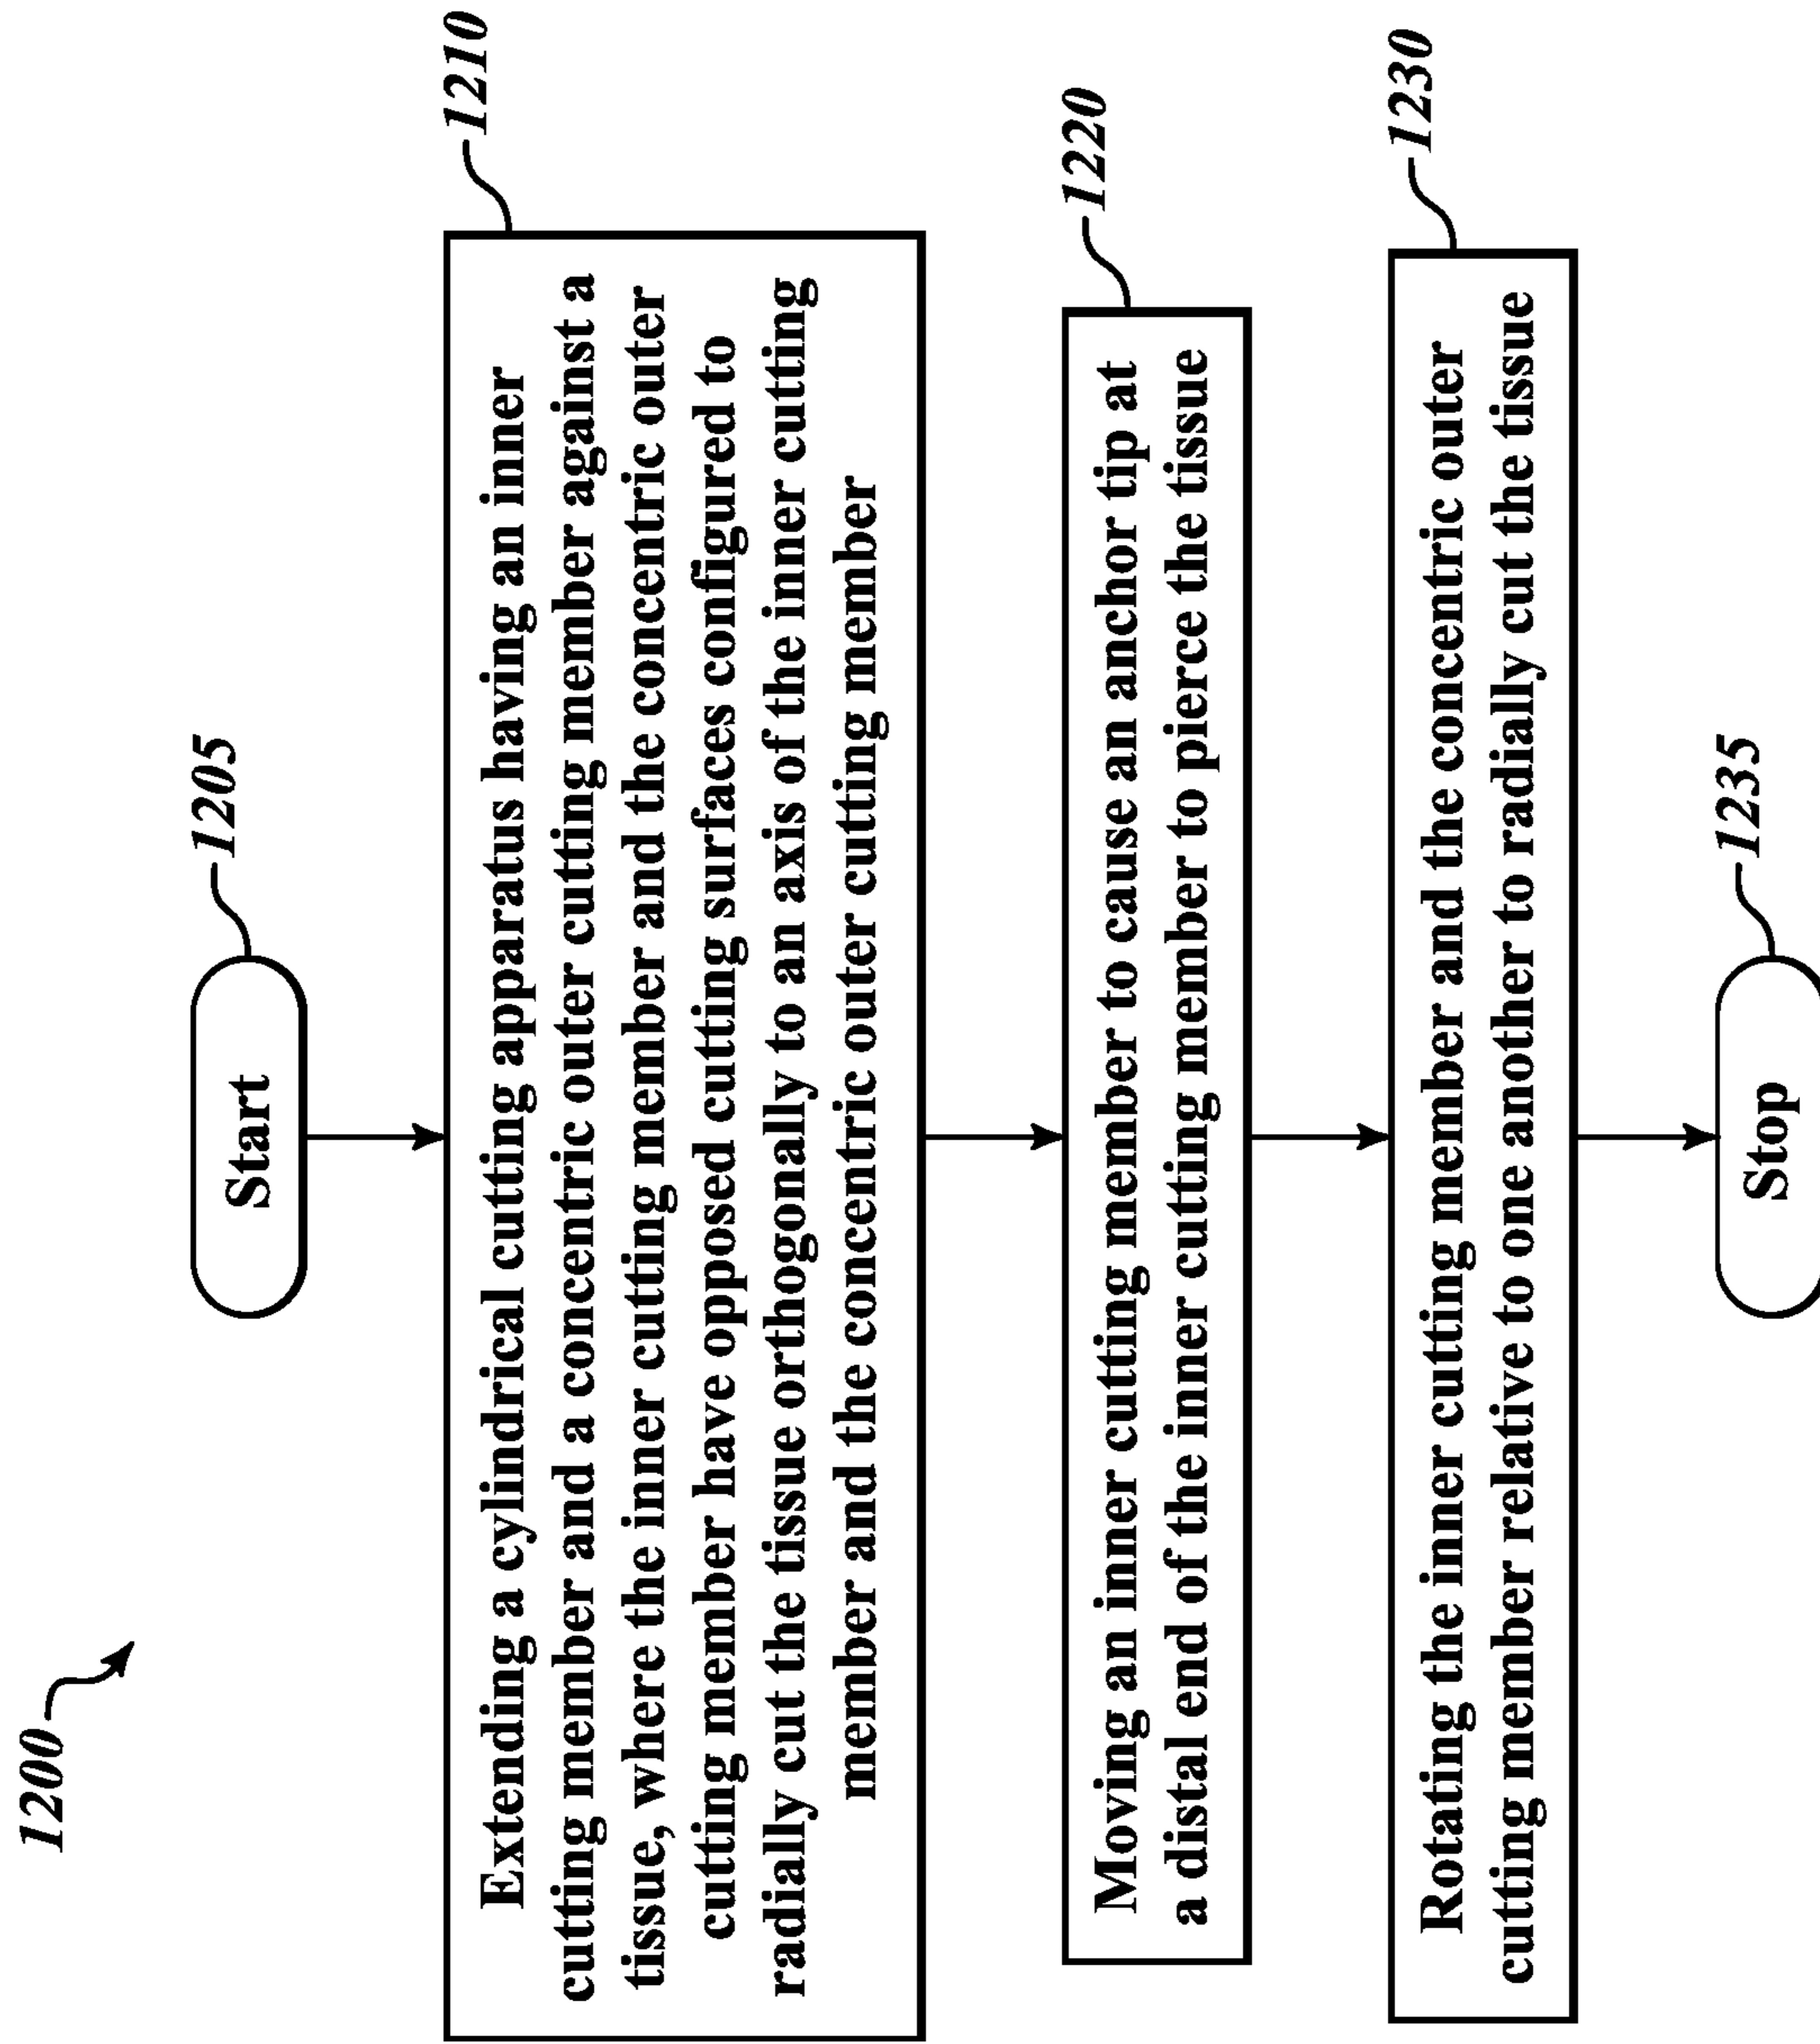 1200
Start
1205
Extending a cylindrical cutting apparatus having an inner
cutting member and a concentric outer cutting member against a
tissue, where the inner cutting member and the concentric outer
cutting member have opposed cutting surfaces configured to
radially cut the tissue orthogonally to an axis of the inner cutting
member and the concentric outer cutting member
1210
Moving an inner cutting member to cause an anchor tip at
a distal end of the inner cutting member to pierce the tissue
1220
Rotating the inner cutting member and the concentric outer
cutting member relative to one another to radially cut the tissue
1230
Stop
1235